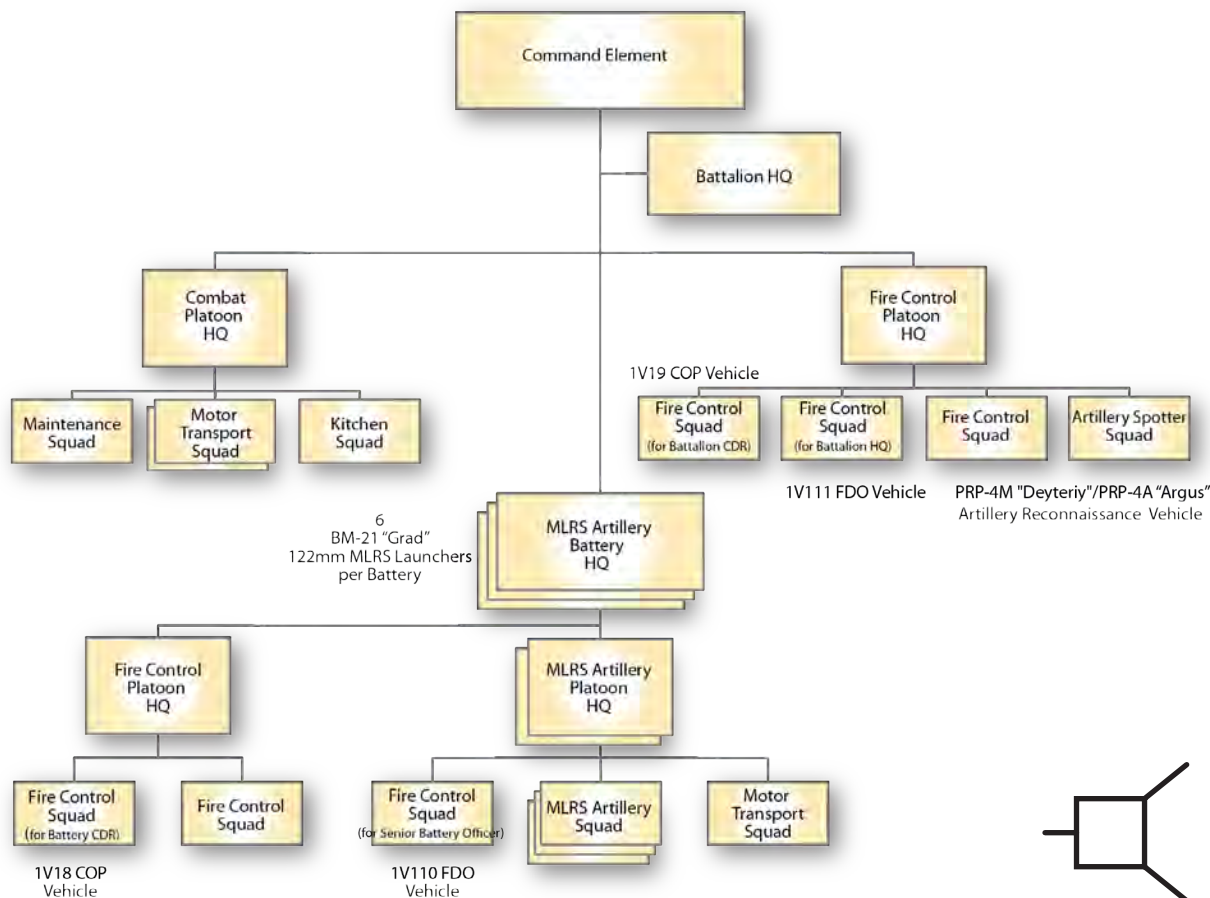 Command Element
Battalion HQ
Combat
Platoon
HQ
Fire Control
Platoon
HQ
1V19 COP Vehicle
Maintenance
Squad
Motor
Transport
Squad
Kitchen
Squad
Fire Control
Squad
(for Battalion CDR)
Fire Control
Squad
(for Battalion HQ)
Fire Control
Squad
Artillery Spotter
Squad
1V111 FDO Vehicle
PRP-4M "Deyteriy"/PRP-4A “Argus”
Artillery Reconnaissance Vehicle
6
BM-21 “Grad”
122mm MLRS Launchers
per Battery
MLRS Artillery
Battery
HQ
Fire Control
Platoon
HQ
MLRS Artillery
Platoon
HQ
Fire Control
Squad
(for Battery CDR)
Fire Control
Squad
Fire Control
Squad
(for Senior Battery Officer)
MLRS Artillery
Squad
Motor
Transport
Squad
1V18 COP
Vehicle
1V110 FDO
Vehicle